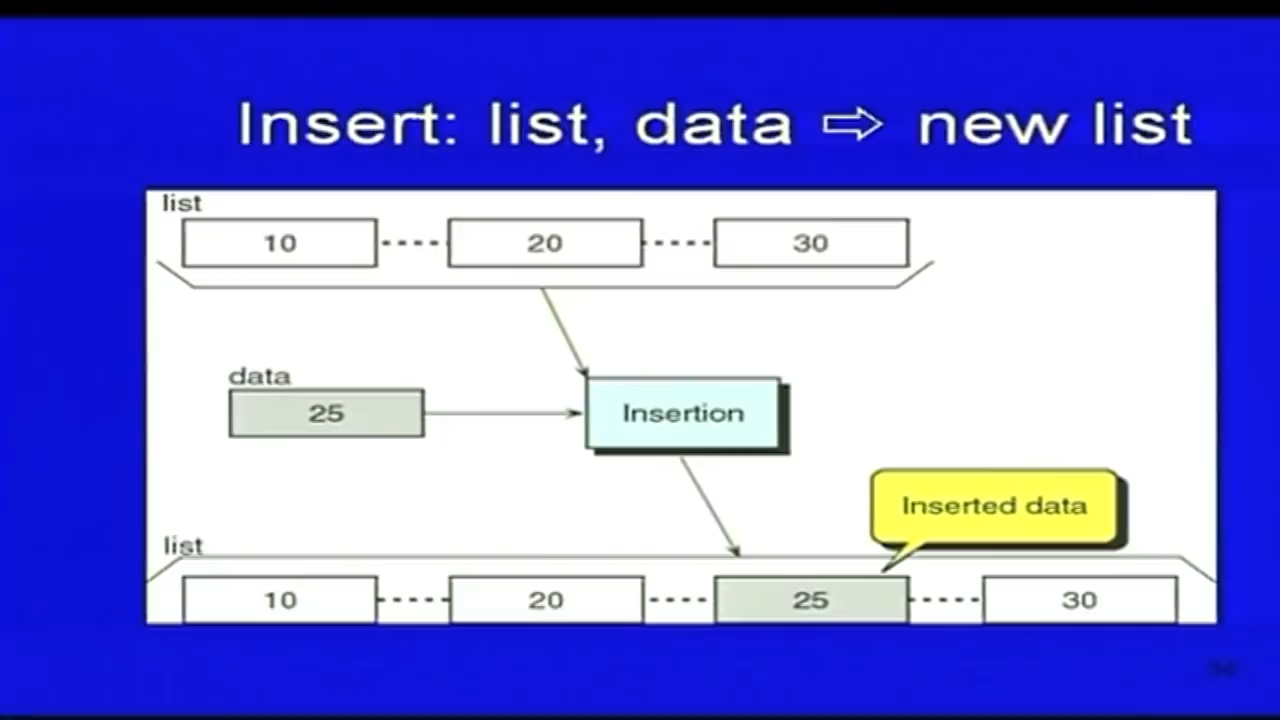 Insert: list, data ⇨ new list
list
10 20 30
data
25
Insertion
Inserted data
list
10 20 25 30